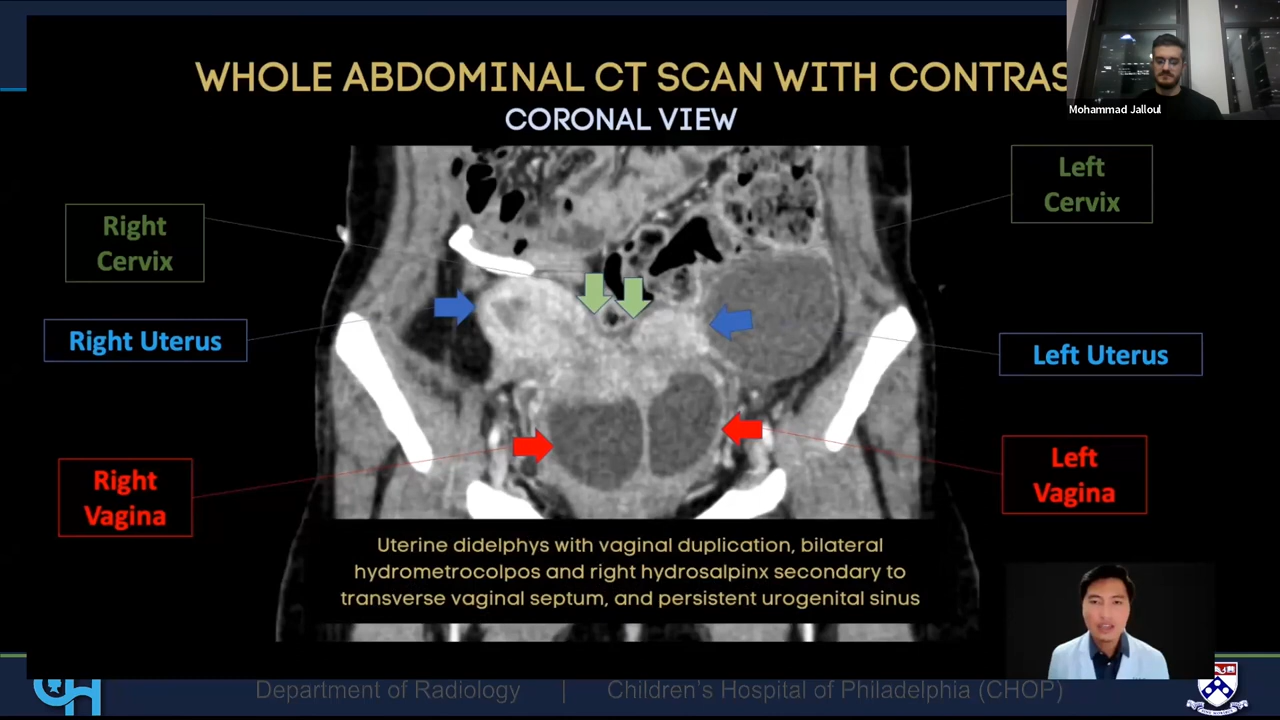 WHOLE ABDOMINAL CT SCAN WITH CONTRAS
CORONAL VIEW
Mohammad Jalloul
Left
Cervix
Right
Cervix
Right Uterus
Left Uterus
Right
Vagina
Left
Vagina
Uterine didelphys with vaginal duplication, bilateral
hydrometrocolpos and right hydrosalpinx secondary to
transverse vaginal septum, and persistent urogenital sinus
Department of Radiology | Children's Hospital of Philadelphia (CHOP)